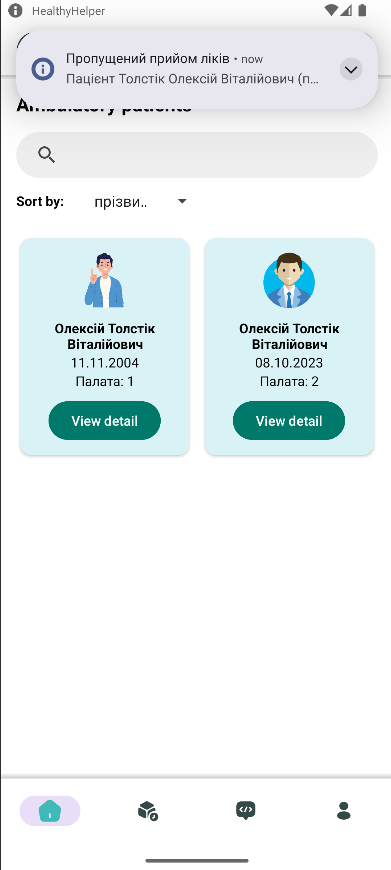 HealthyHelper
Пропущений прийом ліків • now
Пацієнт Толстік Олексій Віталійович (п...
Ambulatory patients
Sort by: прізви..
Олексій Толстік
Віталійович
11.11.2004
Палата: 1
View detail
Олексій Толстік
Віталійович
08.10.2023
Палата: 2
View detail